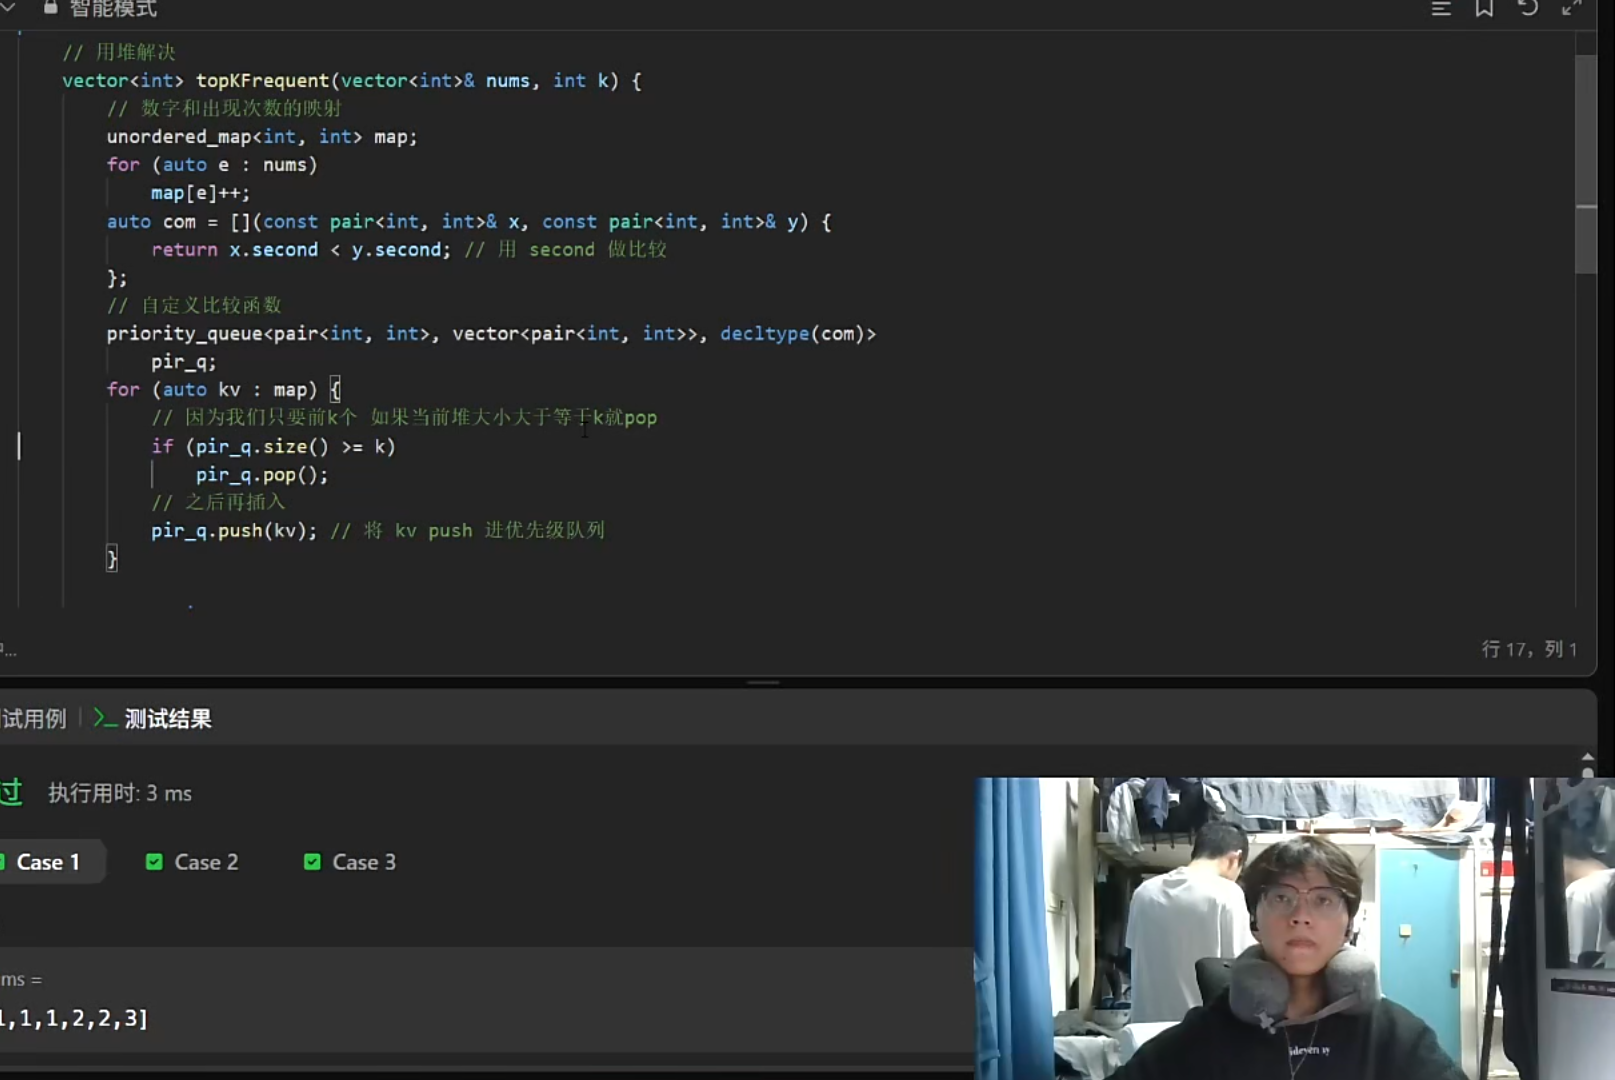 智能模式
// 用堆解决
vector<int> topKFrequent(vector<int>& nums, int k) {
// 数字和出现次数的映射
unordered_map<int, int> map;
for (auto e : nums)
map[e]++;
auto com = [](const pair<int, int>& x, const pair<int, int>& y) {
return x.second < y.second; // 用 second 做比较
};
// 自定义比较函数
priority_queue<pair<int, int>, vector<pair<int, int>>, decltype(com)>
pir_q;
for (auto kv : map) {
// 因为我们只要前k个 如果当前堆大小大于等于k就pop
if (pir_q.size() >= k)
pir_q.pop();
// 之后再插入
pir_q.push(kv); // 将 kv push 进优先级队列
}
行 17, 列 1
试用例
>_ 测试结果
过 执行用时: 3 ms
Case 1 Case 2 Case 3
ms =
1,1,1,2,2,3]